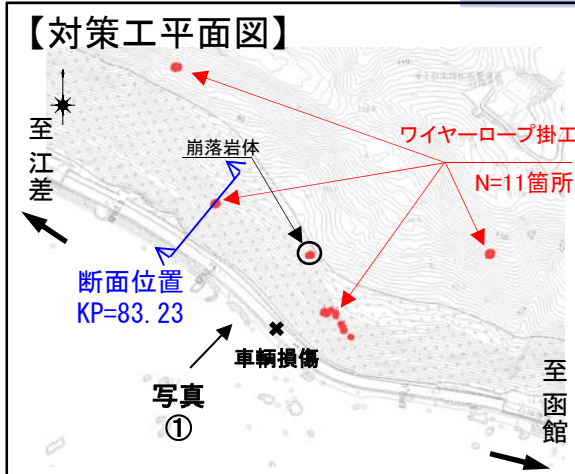 【対策工平面図】
至江差
崩落岩体
ワイヤーロープ掛工
N=11箇所
断面位置
KP=83.23
車輌損傷
写真
①
至函館